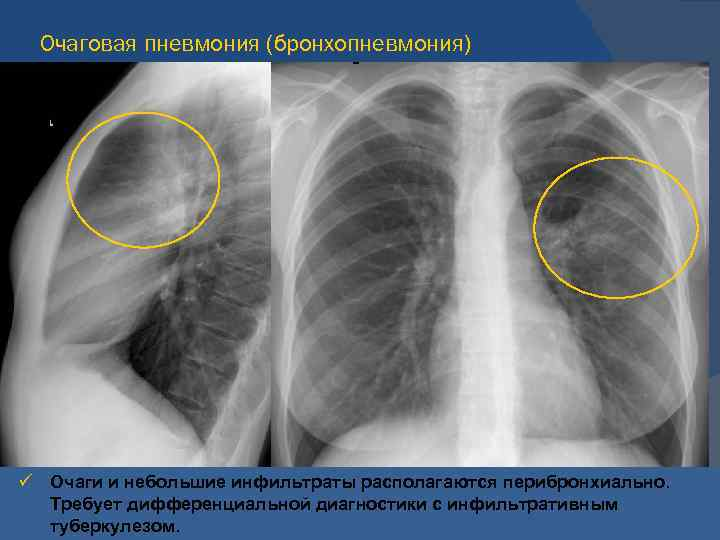 Очаговая пневмония (бронхопневмония)
✓ Очаги и небольшие инфильтраты располагаются перибронхиально.
Требует дифференциальной диагностики с инфильтративным
туберкулезом.